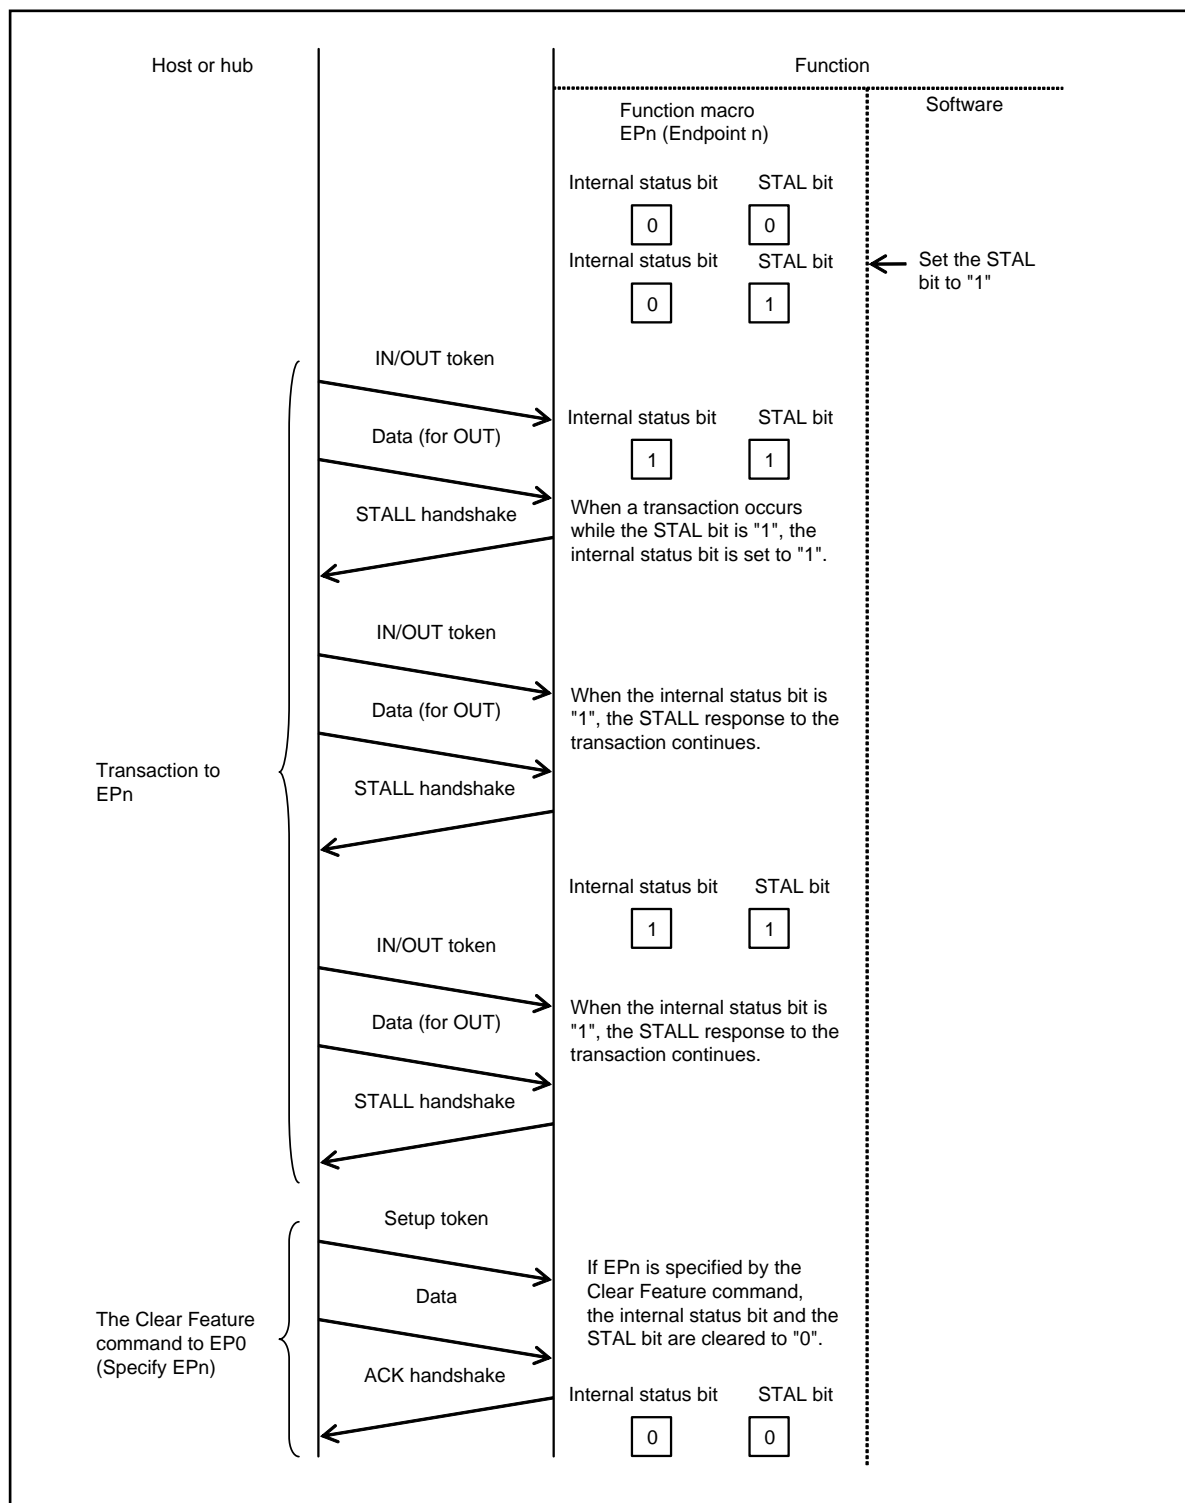 Host or hub
Function
Software
Function macro
EPn (Endpoint n)
Internal status bit STAL bit
0 0
Internal status bit STAL bit
0 1
Set the STAL
bit to "1"
IN/OUT token
Internal status bit STAL bit
1 1
Data (for OUT)
STALL handshake
When a transaction occurs
while the STAL bit is "1", the
internal status bit is set to "1".
IN/OUT token
Data (for OUT)
When the internal status bit is
"1", the STALL response to the
transaction continues.
STALL handshake
Transaction to
EPn
Internal status bit STAL bit
1 1
IN/OUT token
Data (for OUT)
When the internal status bit is
"1", the STALL response to the
transaction continues.
STALL handshake
Setup token
Data
If EPn is specified by the
Clear Feature command,
the internal status bit and the
STAL bit are cleared to "0".
The Clear Feature
command to EP0
(Specify EPn)
ACK handshake
Internal status bit STAL bit
0 0